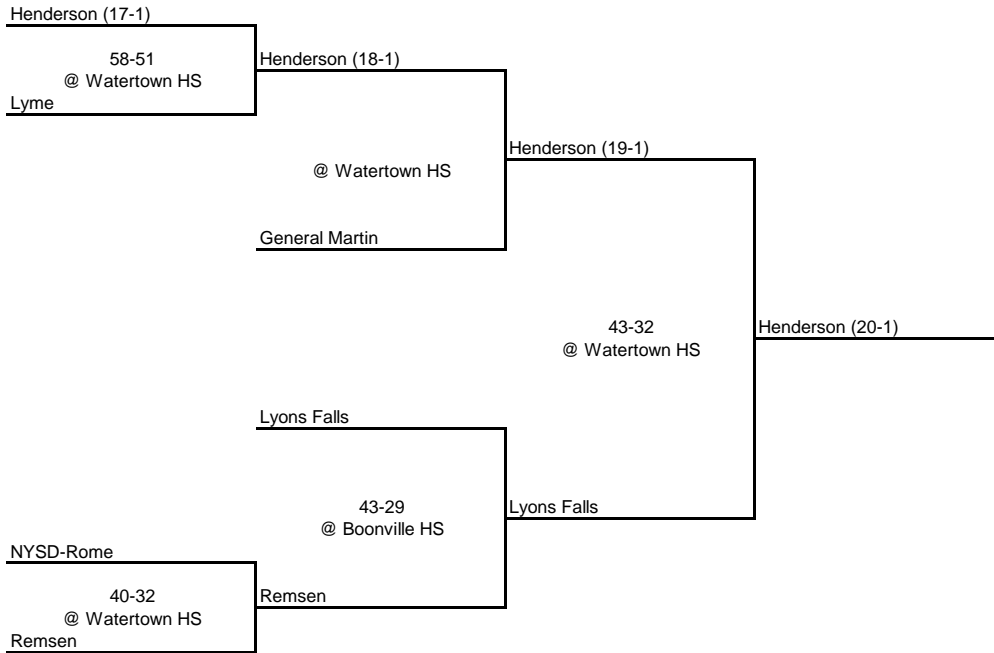 Henderson (17-1)
58-51
@ Watertown HS
Lyme
Henderson (18-1)
@ Watertown HS
General Martin
Henderson (19-1)
43-32
@ Watertown HS
Henderson (20-1)
Lyons Falls
43-29
@ Boonville HS
Lyons Falls
NYSD-Rome
40-32
@ Watertown HS
Remsen
Remsen